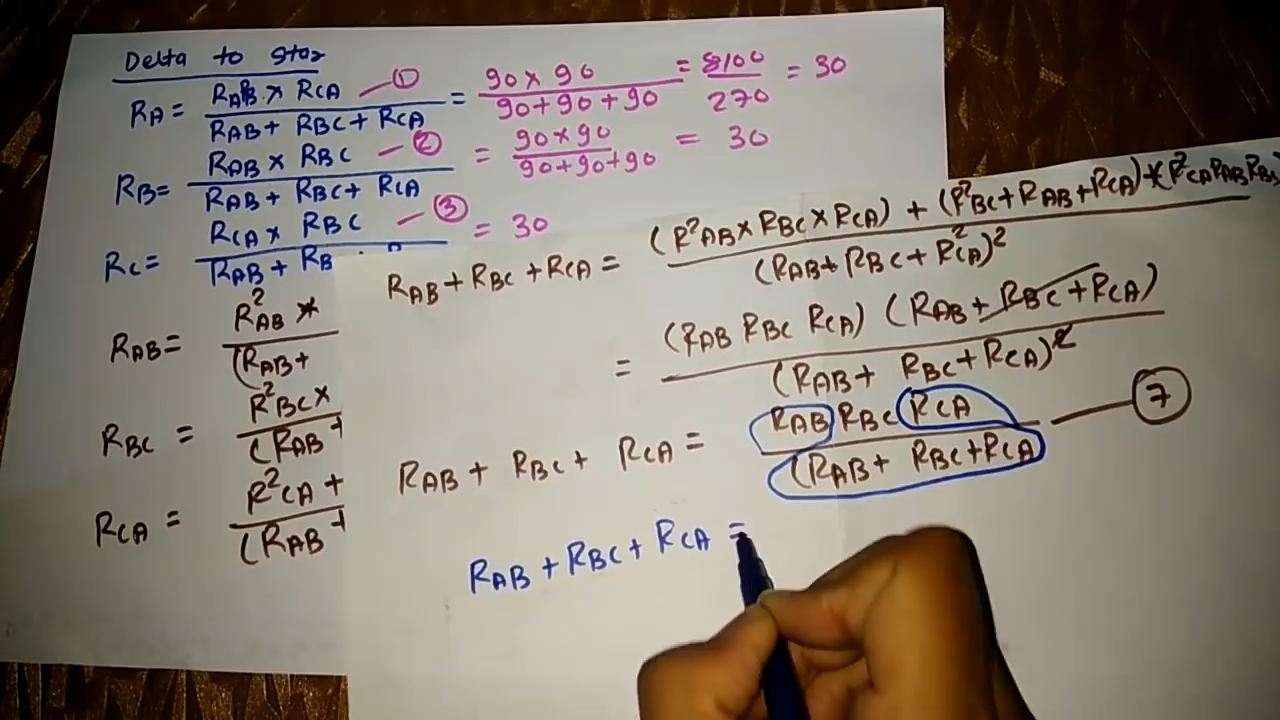 Delta to Star
RA = RAB × RCA — ① = 90 × 90 = 8100 = 30
RAB + RBC + RCA 90 + 90 + 90 270
RB = RAB × RBC — ② = 90 × 90 = 30
RAB + RBC + RCA 90 + 90 + 90
RC = RCA × RBC — ③ = 30
RAB + RB
RAB + RBC + RCA = (R²AB × RBC × RCA) + (R²BC + RAB + RCA) + (R²CA RAB RB
(RAB + RBC + R²CA)²
RAB = R²AB ×
(RAB +
= (RAB RBC RCA) (RAB + RBC + RCA)
(RAB + RBC + RCA)²
RBC = R²BC ×
(RAB +
RAB + RBC + RCA = RAB RBC RCA — ⑦
(RAB + RBC + RCA
RCA = R²CA +
(RAB +
RAB + RBC + RCA =